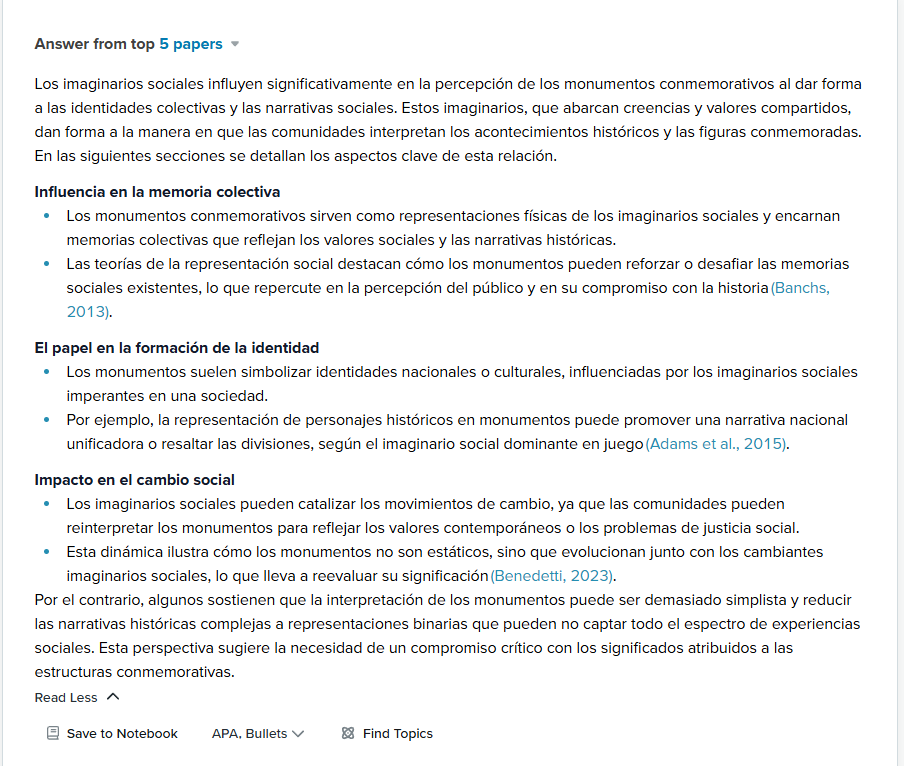 Answer from top 5 papers
Los imaginarios sociales influyen significativamente en la percepción de los monumentos conmemorativos al dar forma
a las identidades colectivas y las narrativas sociales. Estos imaginarios, que abarcan creencias y valores compartidos,
dan forma a la manera en que las comunidades interpretan los acontecimientos históricos y las figuras conmemoradas.
En las siguientes secciones se detallan los aspectos clave de esta relación.
Influencia en la memoria colectiva
• Los monumentos conmemorativos sirven como representaciones físicas de los imaginarios sociales y encarnan
memorias colectivas que reflejan los valores sociales y las narrativas históricas.
• Las teorías de la representación social destacan cómo los monumentos pueden reforzar o desafiar las memorias
sociales existentes, lo que repercute en la percepción del público y en su compromiso con la historia (Banchs,
2013).
El papel en la formación de la identidad
• Los monumentos suelen simbolizar identidades nacionales o culturales, influenciadas por los imaginarios sociales
imperantes en una sociedad.
• Por ejemplo, la representación de personajes históricos en monumentos puede promover una narrativa nacional
unificadora o resaltar las divisiones, según el imaginario social dominante en juego (Adams et al., 2015).
Impacto en el cambio social
• Los imaginarios sociales pueden catalizar los movimientos de cambio, ya que las comunidades pueden
reinterpretar los monumentos para reflejar los valores contemporáneos o los problemas de justicia social.
• Esta dinámica ilustra cómo los monumentos no son estáticos, sino que evolucionan junto con los cambiantes
imaginarios sociales, lo que lleva a reevaluar su significación (Benedetti, 2023).
Por el contrario, algunos sostienen que la interpretación de los monumentos puede ser demasiado simplista y reducir
las narrativas históricas complejas a representaciones binarias que pueden no captar todo el espectro de experiencias
sociales. Esta perspectiva sugiere la necesidad de un compromiso crítico con los significados atribuidos a las
estructuras conmemorativas.
Read Less
Save to Notebook APA, Bullets Find Topics